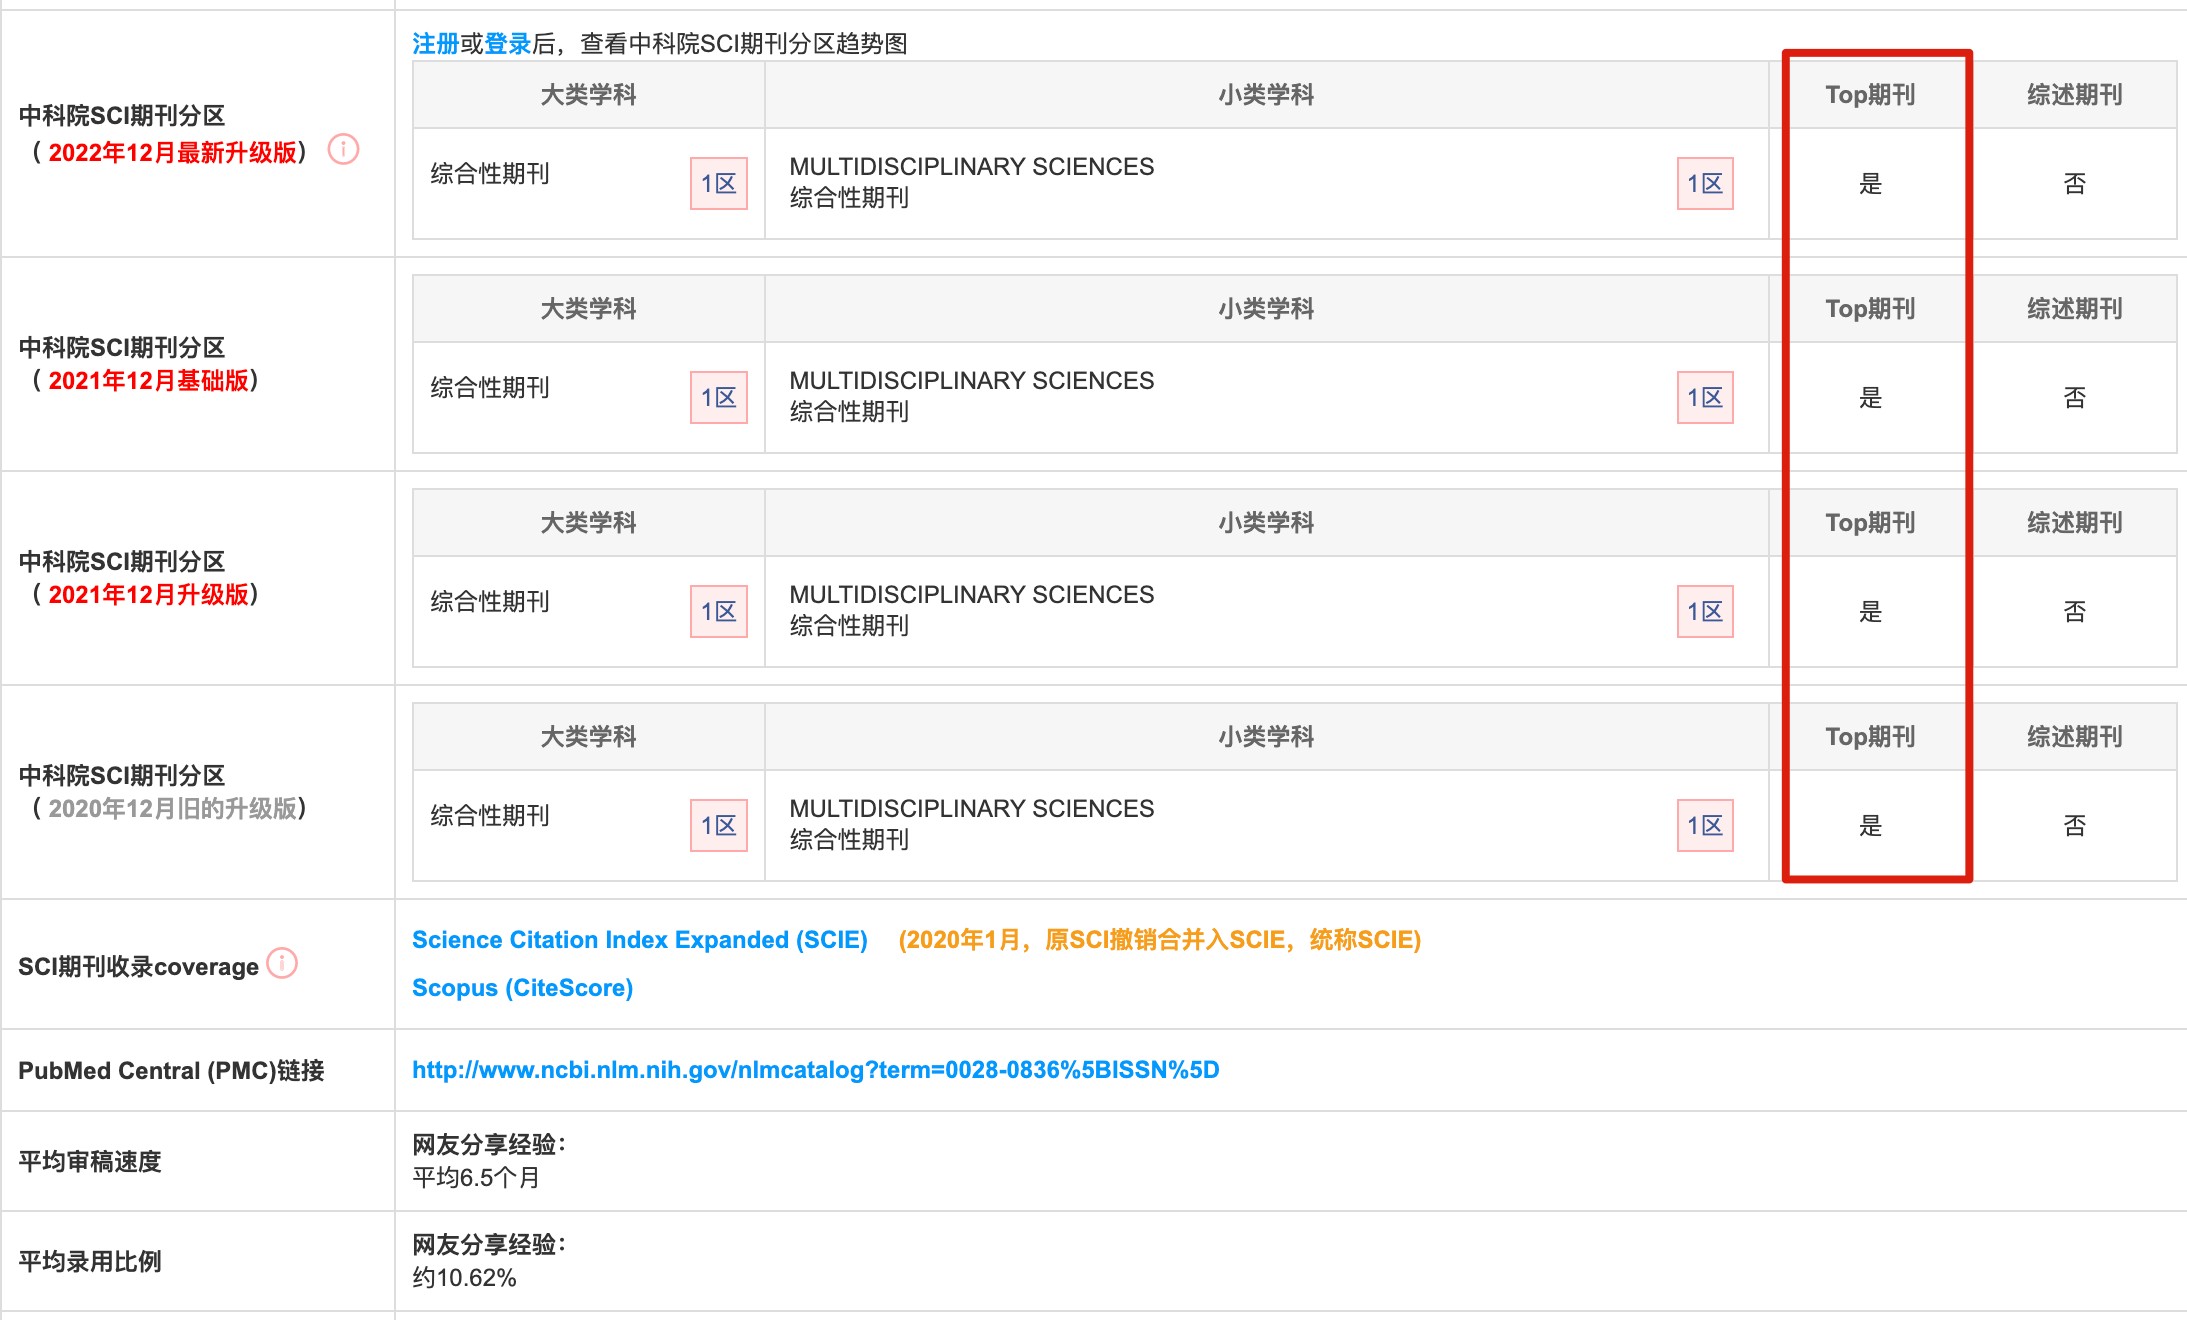 注册或登录后，查看中科院SCI期刊分区趋势图
中科院SCI期刊分区
（ 2022年12月最新升级版）
大类学科 小类学科 Top期刊 综述期刊
综合性期刊 1区 MULTIDISCIPLINARY SCIENCES
综合性期刊 1区 是 否
中科院SCI期刊分区
（ 2021年12月基础版）
大类学科 小类学科 Top期刊 综述期刊
综合性期刊 1区 MULTIDISCIPLINARY SCIENCES
综合性期刊 1区 是 否
中科院SCI期刊分区
（ 2021年12月升级版）
大类学科 小类学科 Top期刊 综述期刊
综合性期刊 1区 MULTIDISCIPLINARY SCIENCES
综合性期刊 1区 是 否
中科院SCI期刊分区
（ 2020年12月旧的升级版）
大类学科 小类学科 Top期刊 综述期刊
综合性期刊 1区 MULTIDISCIPLINARY SCIENCES
综合性期刊 1区 是 否
SCI期刊收录coverage
Science Citation Index Expanded (SCIE) (2020年1月，原SCI撤销合并入SCIE，统称SCIE)
Scopus (CiteScore)
PubMed Central (PMC)链接 http://www.ncbi.nlm.nih.gov/nlmcatalog?term=0028-0836%5BISSN%5D
平均审稿速度
网友分享经验：
平均6.5个月
平均录用比例
网友分享经验：
约10.62%